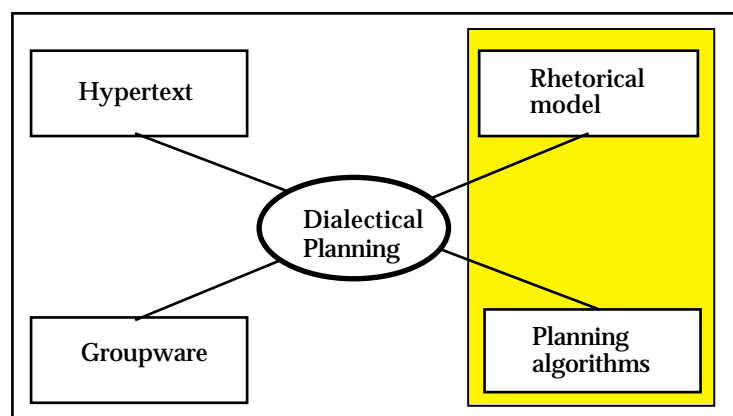 Hypertext
Rhetorical
model
Dialectical
Planning
Groupware
Planning
algorithms